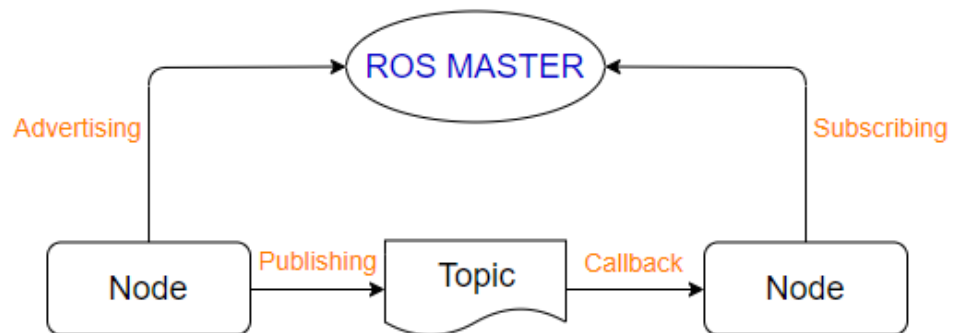 ROS MASTER
Advertising
Subscribing
Publishing
Callback
Node
Topic
Node